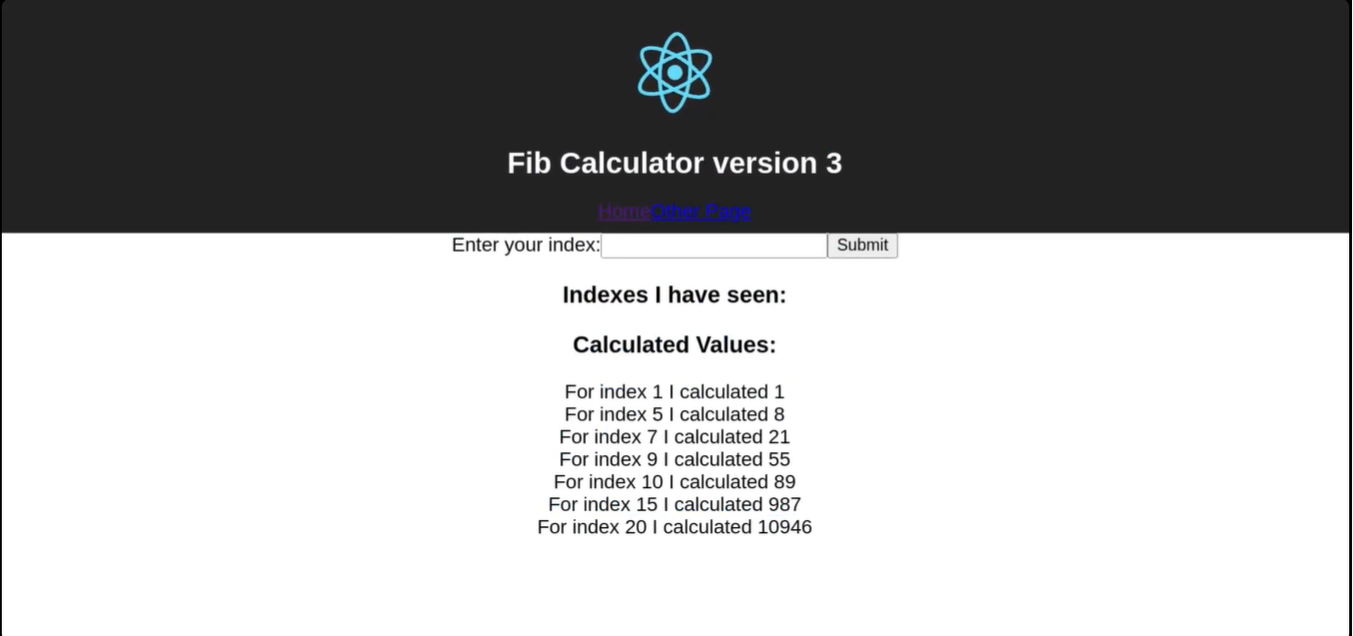 Fib Calculator version 3
HomeOther Page
Enter your index: Submit
Indexes I have seen:
Calculated Values:
For index 1 I calculated 1
For index 5 I calculated 8
For index 7 I calculated 21
For index 9 I calculated 55
For index 10 I calculated 89
For index 15 I calculated 987
For index 20 I calculated 10946